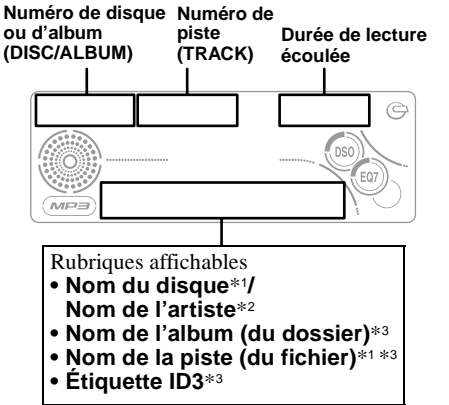 Numéro de disque
ou d'album
(DISC/ALBUM)
Numéro de
piste
(TRACK)
Durée de lecture
écoulée
DSO
EQ7
MP3
Rubriques affichables
• Nom du disque*1/
Nom de l'artiste*2
• Nom de l'album (du dossier)*3
• Nom de la piste (du fichier)*1 *3
• Étiquette ID3*3